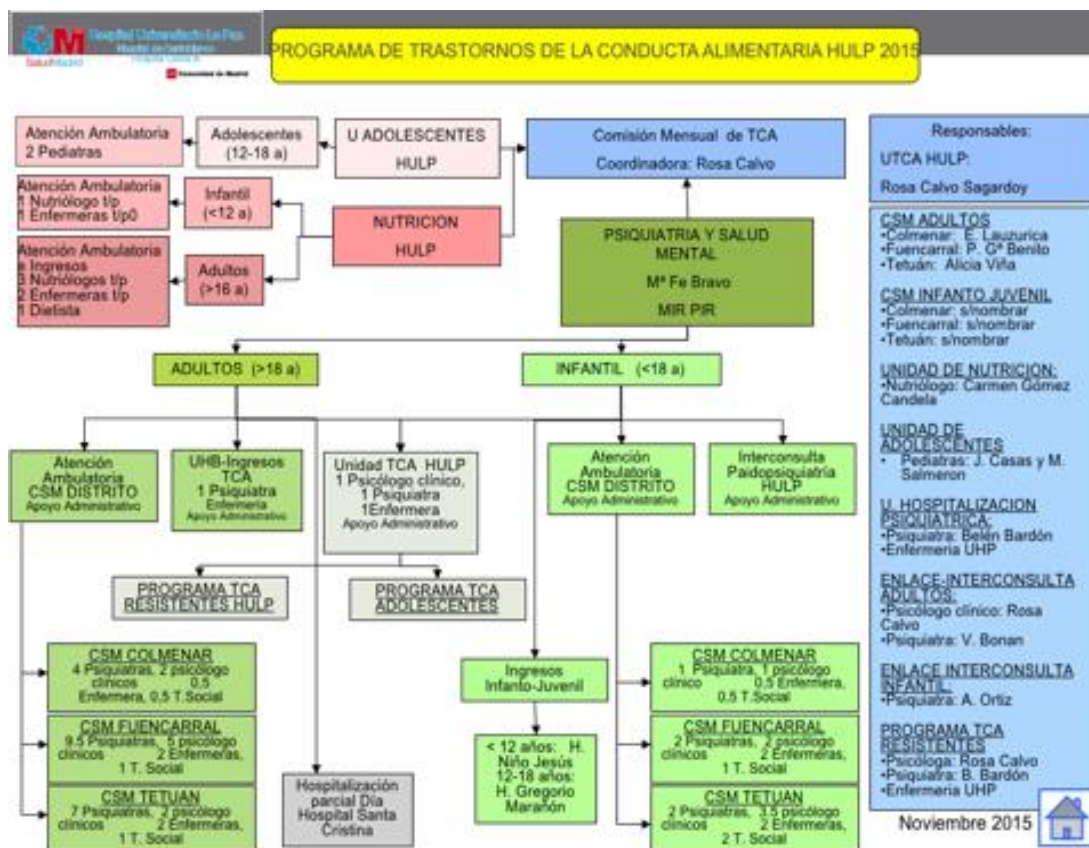 Hospital Universitario La Paz
Hospital de Cantoblanco
SaludMadrid
Comunidad de Madrid
PROGRAMA DE TRASTORNOS DE LA CONDUCTA ALIMENTARIA HULP 2015
Atención Ambulatoria
2 Pediatras
Adolescentes
(12-18 a)
U ADOLESCENTES
HULP
Comisión Mensual de TCA
Coordinadora: Rosa Calvo
Atención Ambulatoria
1 Nutriólogo t/p
1 Enfermeras t/p0
Infantil
(<12 a)
NUTRICION
HULP
Atención Ambulatoria
e Ingresos
3 Nutriólogos t/p
2 Enfermeras t/p
1 Dietista
Adultos
(>16 a)
PSIQUIATRIA Y SALUD
MENTAL
Mª Fe Bravo
MIR PIR
ADULTOS (>18 a)
INFANTIL (<18 a)
Atención
Ambulatoria
CSM DISTRITO
Apoyo Administrativo
UHB-Ingresos
TCA
1 Psiquiatra
Enfermeria
Apoyo Administrativo
Unidad TCA HULP
1 Psicólogo clínico,
1 Psiquiatra
1Enfermera
Apoyo Administrativo
Atención
Ambulatoria
CSM DISTRITO
Apoyo Administrativo
Interconsulta
Paidopsiquiatría
HULP
Apoyo Administrativo
PROGRAMA TCA
RESISTENTES HULP
PROGRAMA TCA
ADOLESCENTES
CSM COLMENAR
4 Psiquiatras, 2 psicólogo
clínicos 0,5
Enfermera, 0,5 T.Social
CSM FUENCARRAL
9.5 Psiquiatras, 5 psicólogo
clínicos 2 Enfermeras,
1 T. Social
CSM TETUAN
7 Psiquiatras, 2 psicólogo
clínicos 2 Enfermeras,
1 T. Social
Hospitalización
parcial Día
Hospital Santa
Cristina
Ingresos
Infanto-Juvenil
< 12 años: H.
Niño Jesús
12-18 años:
H. Gregorio
Marañón
CSM COLMENAR
1 Psiquiatra, 1 psicólogo
clínico 0,5 Enfermera,
0,5 T.Social
CSM FUENCARRAL
2 Psiquiatras, 2 psicólogo
clínicos 2 Enfermeras,
1 T. Social
CSM TETUAN
2 Psiquiatras, 3.5 psicólogo
clínicos 2 Enfermeras,
2 T. Social
Responsables:
UTCA HULP:
Rosa Calvo Sagardoy
CSM ADULTOS
•Colmenar: E. Lauzurica
•Fuencarral: P. Gª Benito
•Tetuán: Alicia Viña
CSM INFANTO JUVENIL
•Colmenar: s/nombrar
•Fuencarral: s/nombrar
•Tetuán: s/nombrar
UNIDAD DE NUTRICION:
•Nutriólogo: Carmen Gómez
Candela
UNIDAD DE
ADOLESCENTES
• Pediatras: J. Casas y M.
Salmeron
U. HOSPITALIZACION
PSIQUIATRICA:
•Psiquiatra: Belén Bardón
•Enfermeria UHP
ENLACE-INTERCONSULTA
ADULTOS:
•Psicólogo clínico: Rosa
Calvo
•Psiquiatra: V. Bonan
ENLACE INTERCONSULTA
INFANTIL:
•Psiquiatra: A. Ortiz
PROGRAMA TCA
RESISTENTES
•Psicóloga: Rosa Calvo
•Psiquiatra: B. Bardón
•Enfermeria UHP
Noviembre 2015